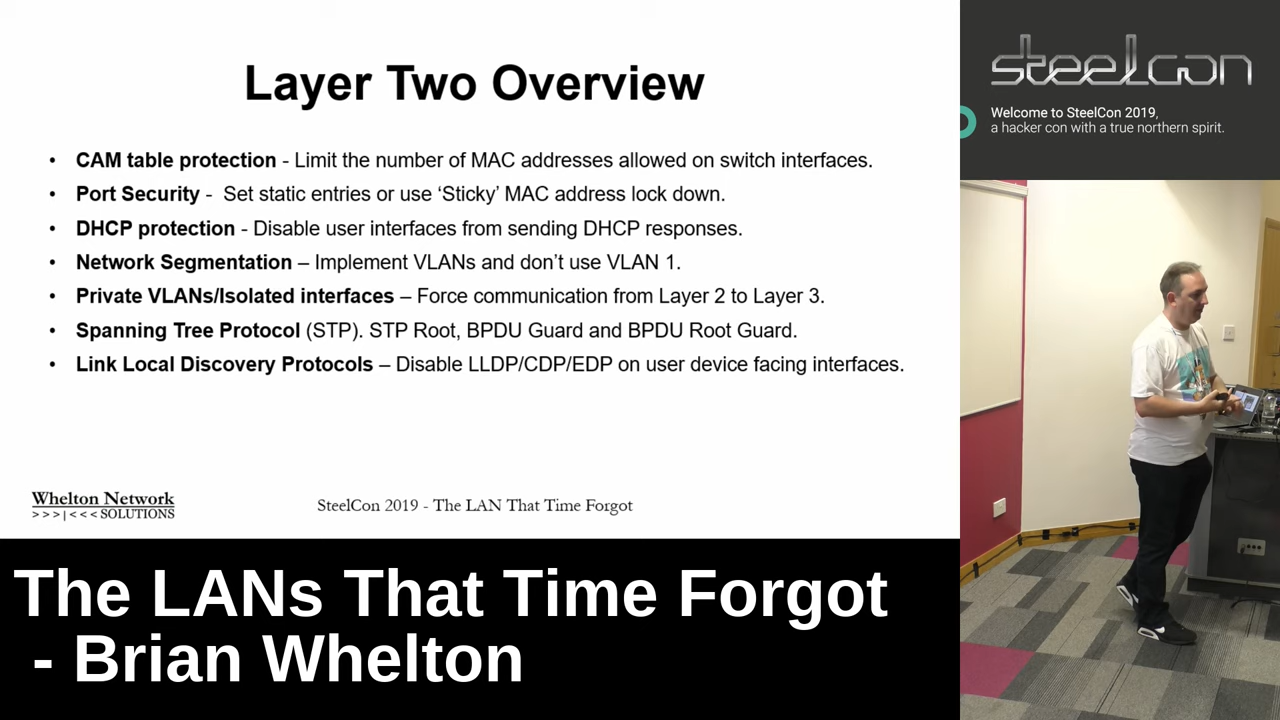 Layer Two Overview
• CAM table protection - Limit the number of MAC addresses allowed on switch interfaces.
• Port Security -  Set static entries or use ‘Sticky’ MAC address lock down.
• DHCP protection - Disable user interfaces from sending DHCP responses.
• Network Segmentation – Implement VLANs and don’t use VLAN 1.
• Private VLANs/Isolated interfaces – Force communication from Layer 2 to Layer 3.
• Spanning Tree Protocol (STP). STP Root, BPDU Guard and BPDU Root Guard.
• Link Local Discovery Protocols – Disable LLDP/CDP/EDP on user device facing interfaces.
Whelton Network
>>>|<<< SOLUTIONS
SteelCon 2019 - The LAN That Time Forgot
The LANs That Time Forgot
- Brian Whelton
steelcon
Welcome to SteelCon 2019,
a hacker con with a true northern spirit.